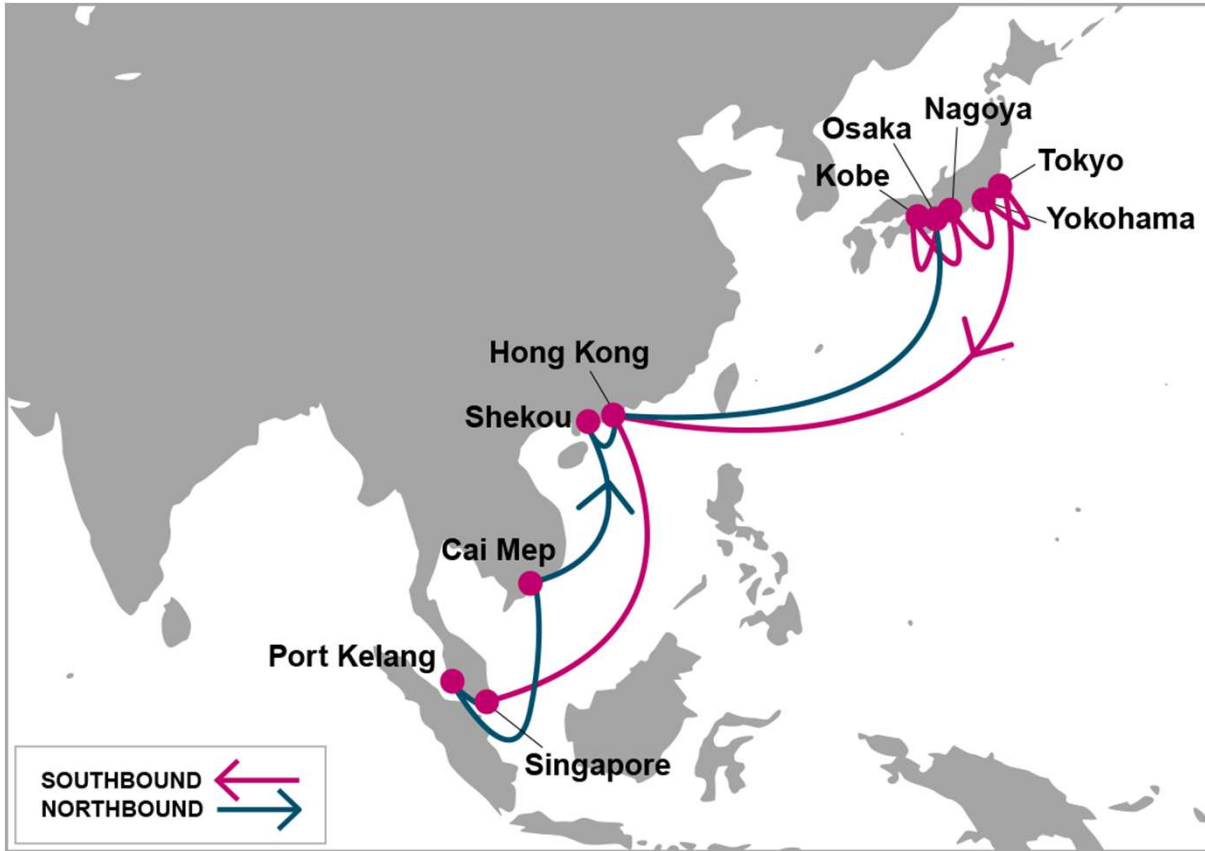 Nagoya
Osaka
Kobe
Tokyo
Yokohama
Hong Kong
Shekou
Cai Mep
Port Kelang
Singapore
SOUTHBOUND
NORTHBOUND